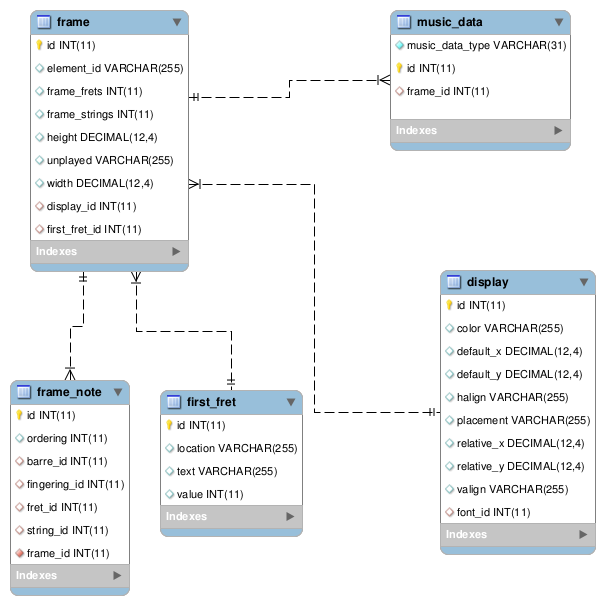 frame
id INT(11)
element_id VARCHAR(255)
frame_frets INT(11)
frame_strings INT(11)
height DECIMAL(12,4)
unplayed VARCHAR(255)
width DECIMAL(12,4)
display_id INT(11)
first_fret_id INT(11)
Indexes
music_data
music_data_type VARCHAR(31)
id INT(11)
frame_id INT(11)
Indexes
display
id INT(11)
color VARCHAR(255)
default_x DECIMAL(12,4)
default_y DECIMAL(12,4)
halign VARCHAR(255)
placement VARCHAR(255)
relative_x DECIMAL(12,4)
relative_y DECIMAL(12,4)
valign VARCHAR(255)
font_id INT(11)
Indexes
frame_note
id INT(11)
ordering INT(11)
barre_id INT(11)
fingering_id INT(11)
fret_id INT(11)
string_id INT(11)
frame_id INT(11)
Indexes
first_fret
id INT(11)
location VARCHAR(255)
text VARCHAR(255)
value INT(11)
Indexes